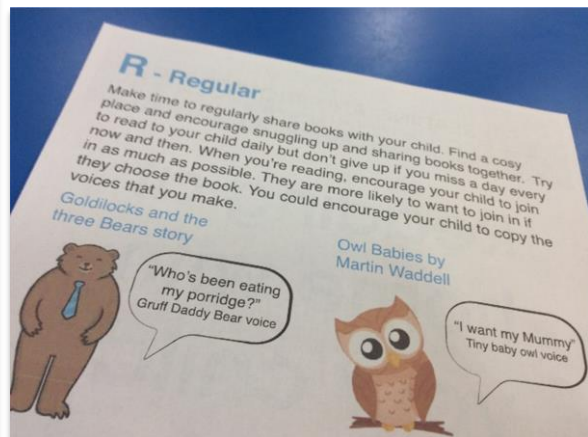 R - Regular
Make time to regularly share books with your child. Find a cosy
place and encourage snuggling up and sharing books together. Try
to read to your child daily but don't give up if you miss a day every
now and then. When you're reading, encourage your child to join
in as much as possible. They are more likely to want to join in if
they choose the book. You could encourage your child to copy the
voices that you make.
Goldilocks and the
three Bears story
"Who's been eating
my porridge?"
Gruff Daddy Bear voice
Owl Babies by
Martin Waddell
"I want my Mummy"
Tiny baby owl voice